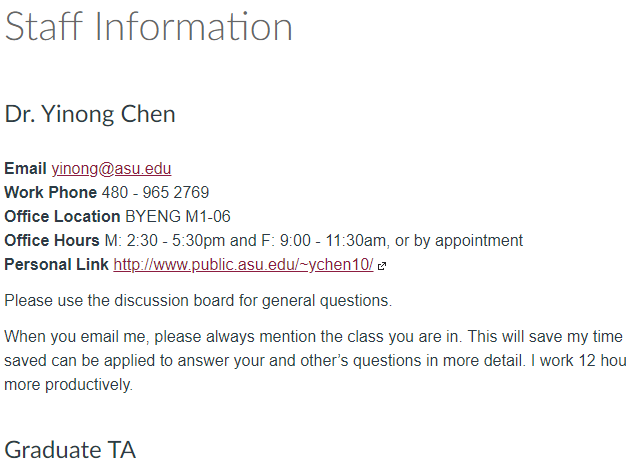 Staff Information
Dr. Yinong Chen
Email yinong@asu.edu
Work Phone 480 - 965 2769
Office Location BYENG M1-06
Office Hours M: 2:30 - 5:30pm and F: 9:00 - 11:30am, or by appointment
Personal Link http://www.public.asu.edu/~ychen10/
Please use the discussion board for general questions.
When you email me, please always mention the class you are in. This will save my time
saved can be applied to answer your and other’s questions in more detail. I work 12 hou
more productively.
Graduate TA